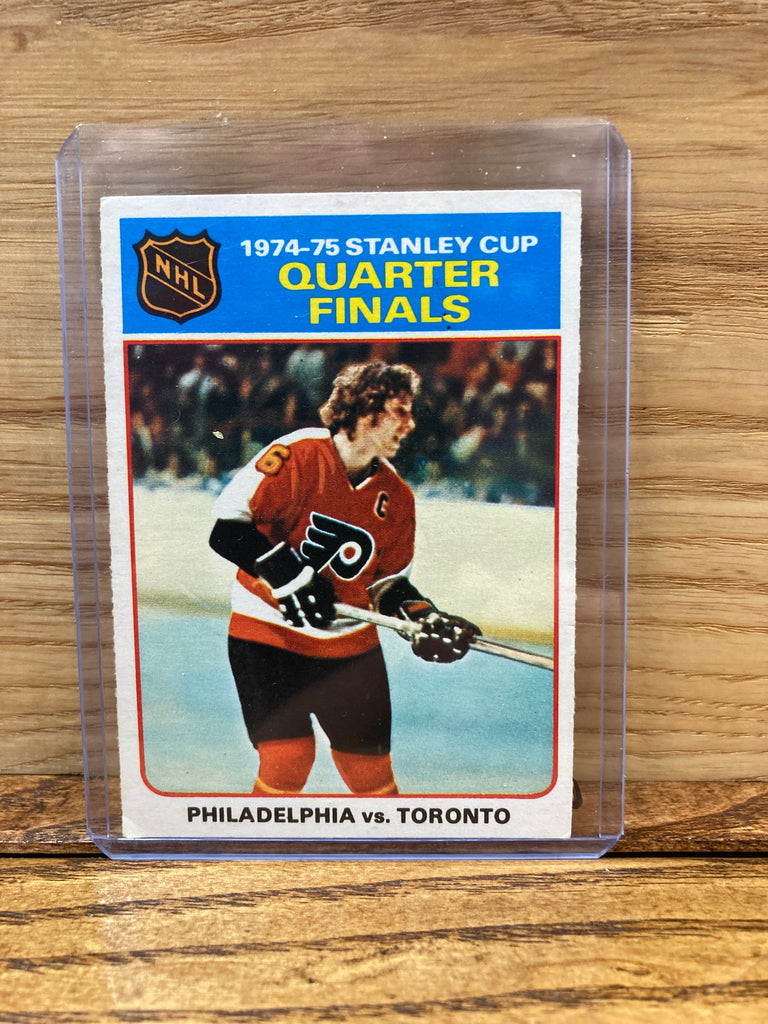 NHL
1974-75 STANLEY CUP
QUARTER
FINALS
6
C
P
PHILADELPHIA vs. TORONTO